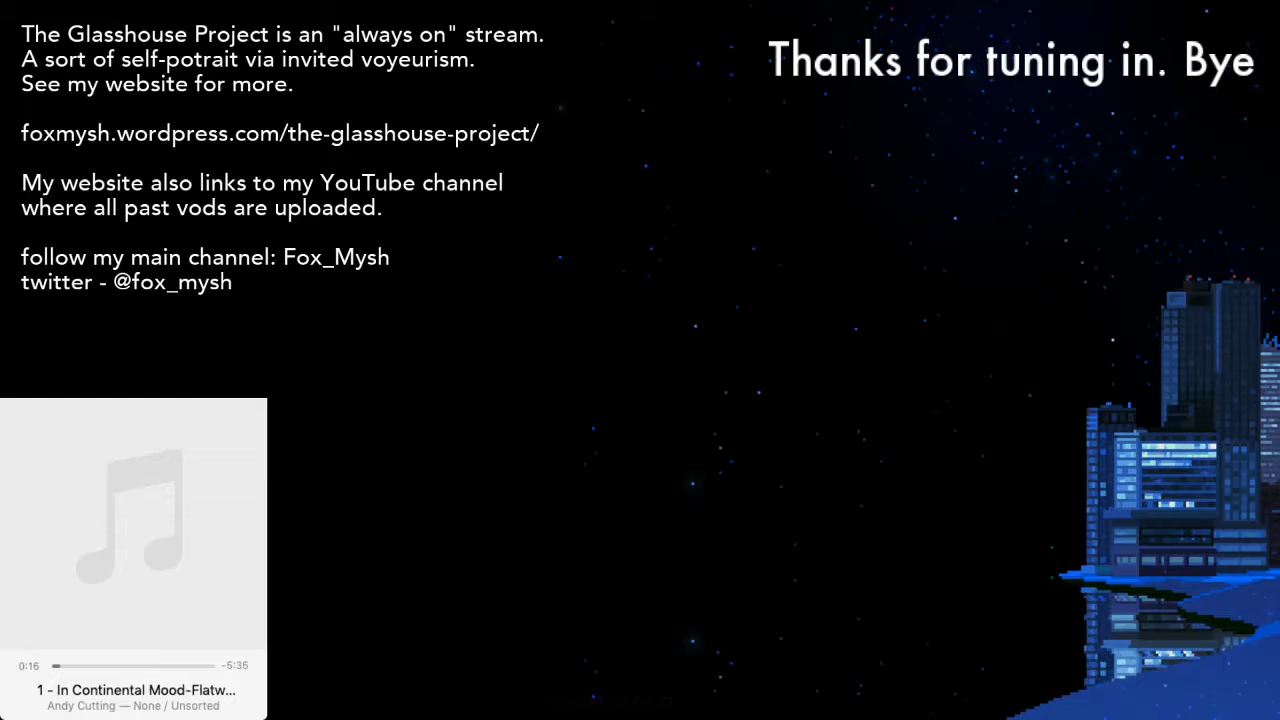 The Glasshouse Project is an "always on" stream.
A sort of self-potrait via invited voyeurism.
See my website for more.
foxmysh.wordpress.com/the-glasshouse-project/
My website also links to my YouTube channel
where all past vods are uploaded.
follow my main channel: Fox_Mysh
twitter - @fox_mysh
Thanks for tuning in. Bye
0:16
-5:35
1 - In Continental Mood-Flatw...
Andy Cutting — None / Unsorted